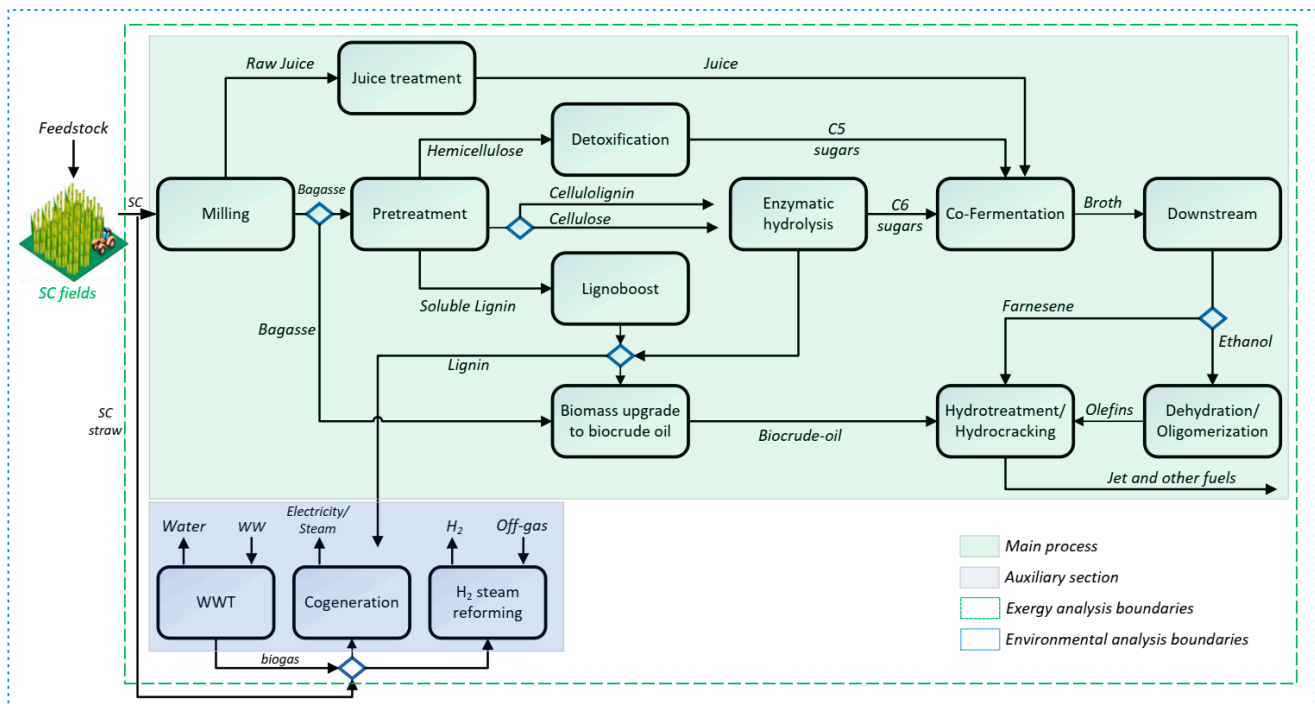 Raw Juice
Juice treatment
Juice
Feedstock
Hemicellulose
Detoxification
C5
sugars
SC
Milling
Bagasse
Pretreatment
Cellulolignin
Cellulose
Enzymatic
hydrolysis
C6
sugars
Co-Fermentation
Broth
Downstream
SC fields
Soluble Lignin
Lignoboost
Bagasse
Farnesene
Ethanol
Lignin
SC
straw
Biomass upgrade
to biocrude oil
Biocrude-oil
Hydrotreatment/
Hydrocracking
Olefins
Dehydration/
Oligomerization
Jet and other fuels
Water
WW
Electricity/
Steam
H2
Off-gas
WWT
Cogeneration
H2 steam
reforming
biogas
Main process
Auxiliary section
Exergy analysis boundaries
Environmental analysis boundaries